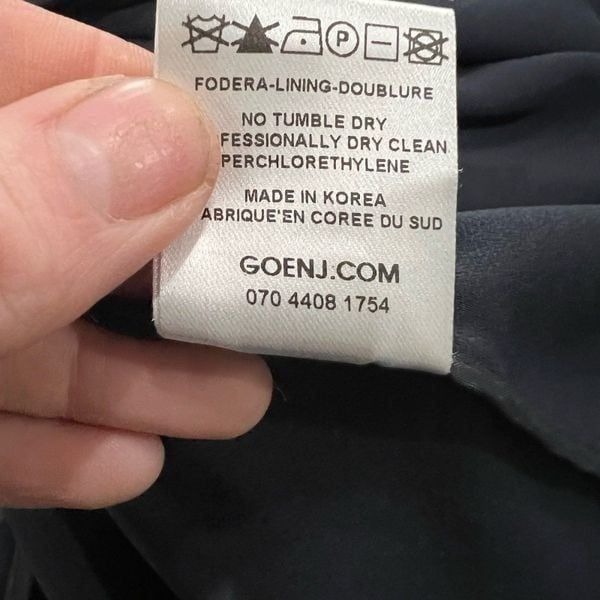 P
FODERA-LINING-DOUBLURE
NO TUMBLE DRY
FESSIONALLY DRY CLEAN
PERCHLORETHYLENE
MADE IN KOREA
ABRIQUE'EN COREE DU SUD
GOENJ.COM
070 4408 1754